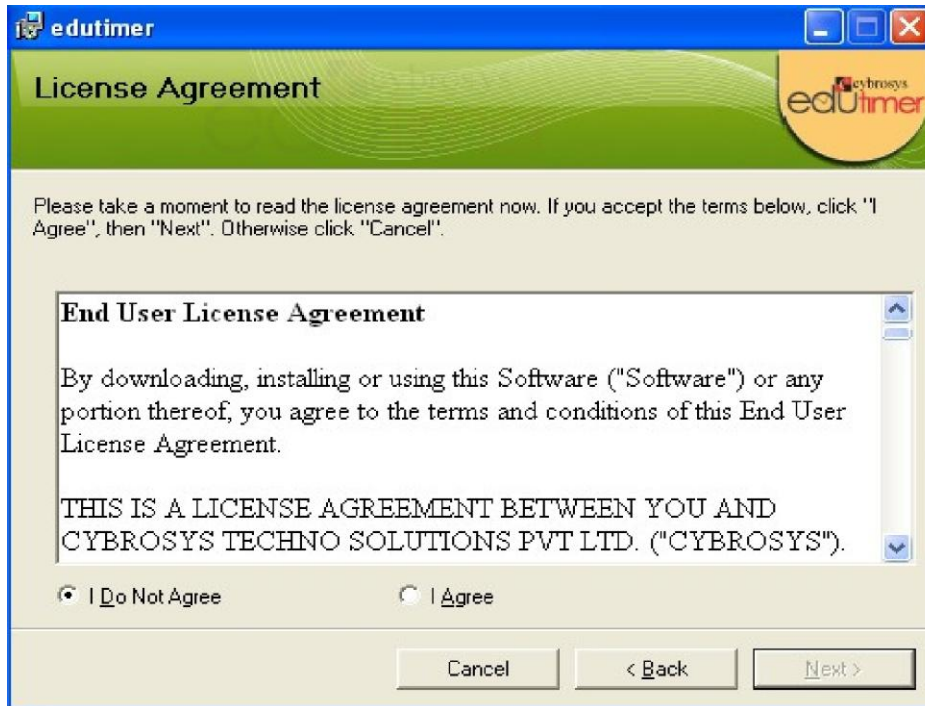 edutimer
License Agreement
cybrosys
edUtimer
Please take a moment to read the license agreement now. If you accept the terms below, click "I
Agree", then "Next". Otherwise click "Cancel".
End User License Agreement
By downloading, installing or using this Software ("Software") or any
portion thereof, you agree to the terms and conditions of this End User
License Agreement.
THIS IS A LICENSE AGREEMENT BETWEEN YOU AND
CYBROSYS TECHNO SOLUTIONS PVT LTD. ("CYBROSYS").
I Do Not Agree
I Agree
Cancel
< Back
Next >